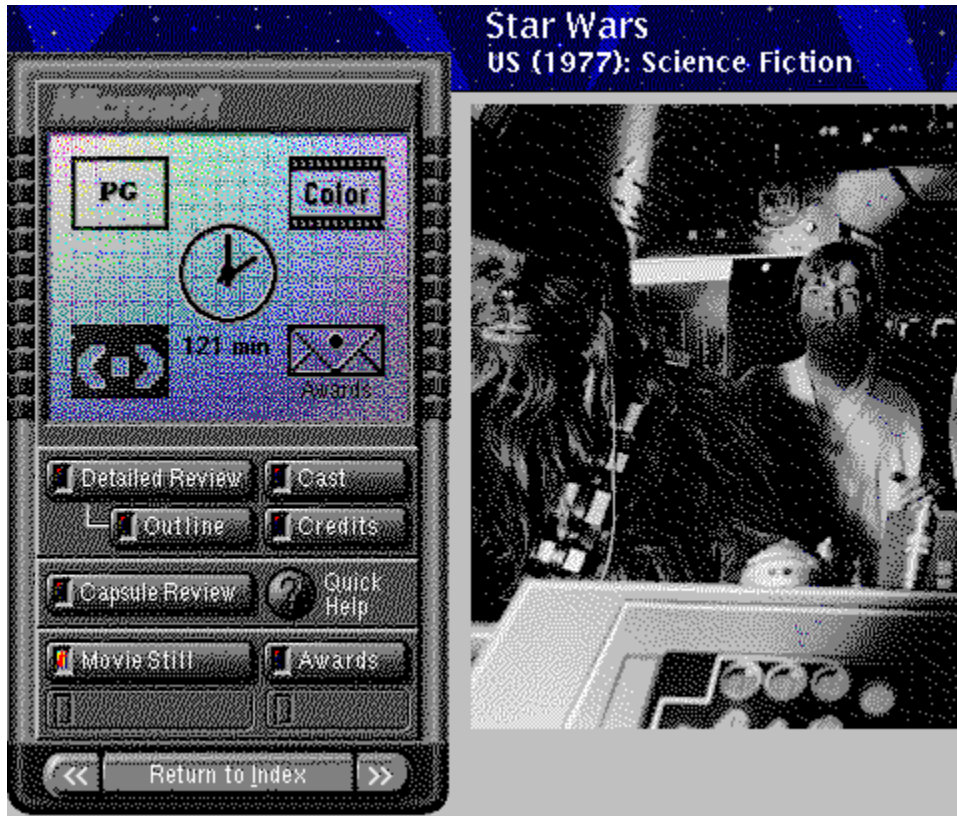 Star Wars
US (1977): Science Fiction
Microsoft
PG
Color
121 min
Awards
Detailed Review
Cast
Outline
Credits
Capsule Review
?
Quick
Help
Movie Still
Awards
<<
Return to Index
>>